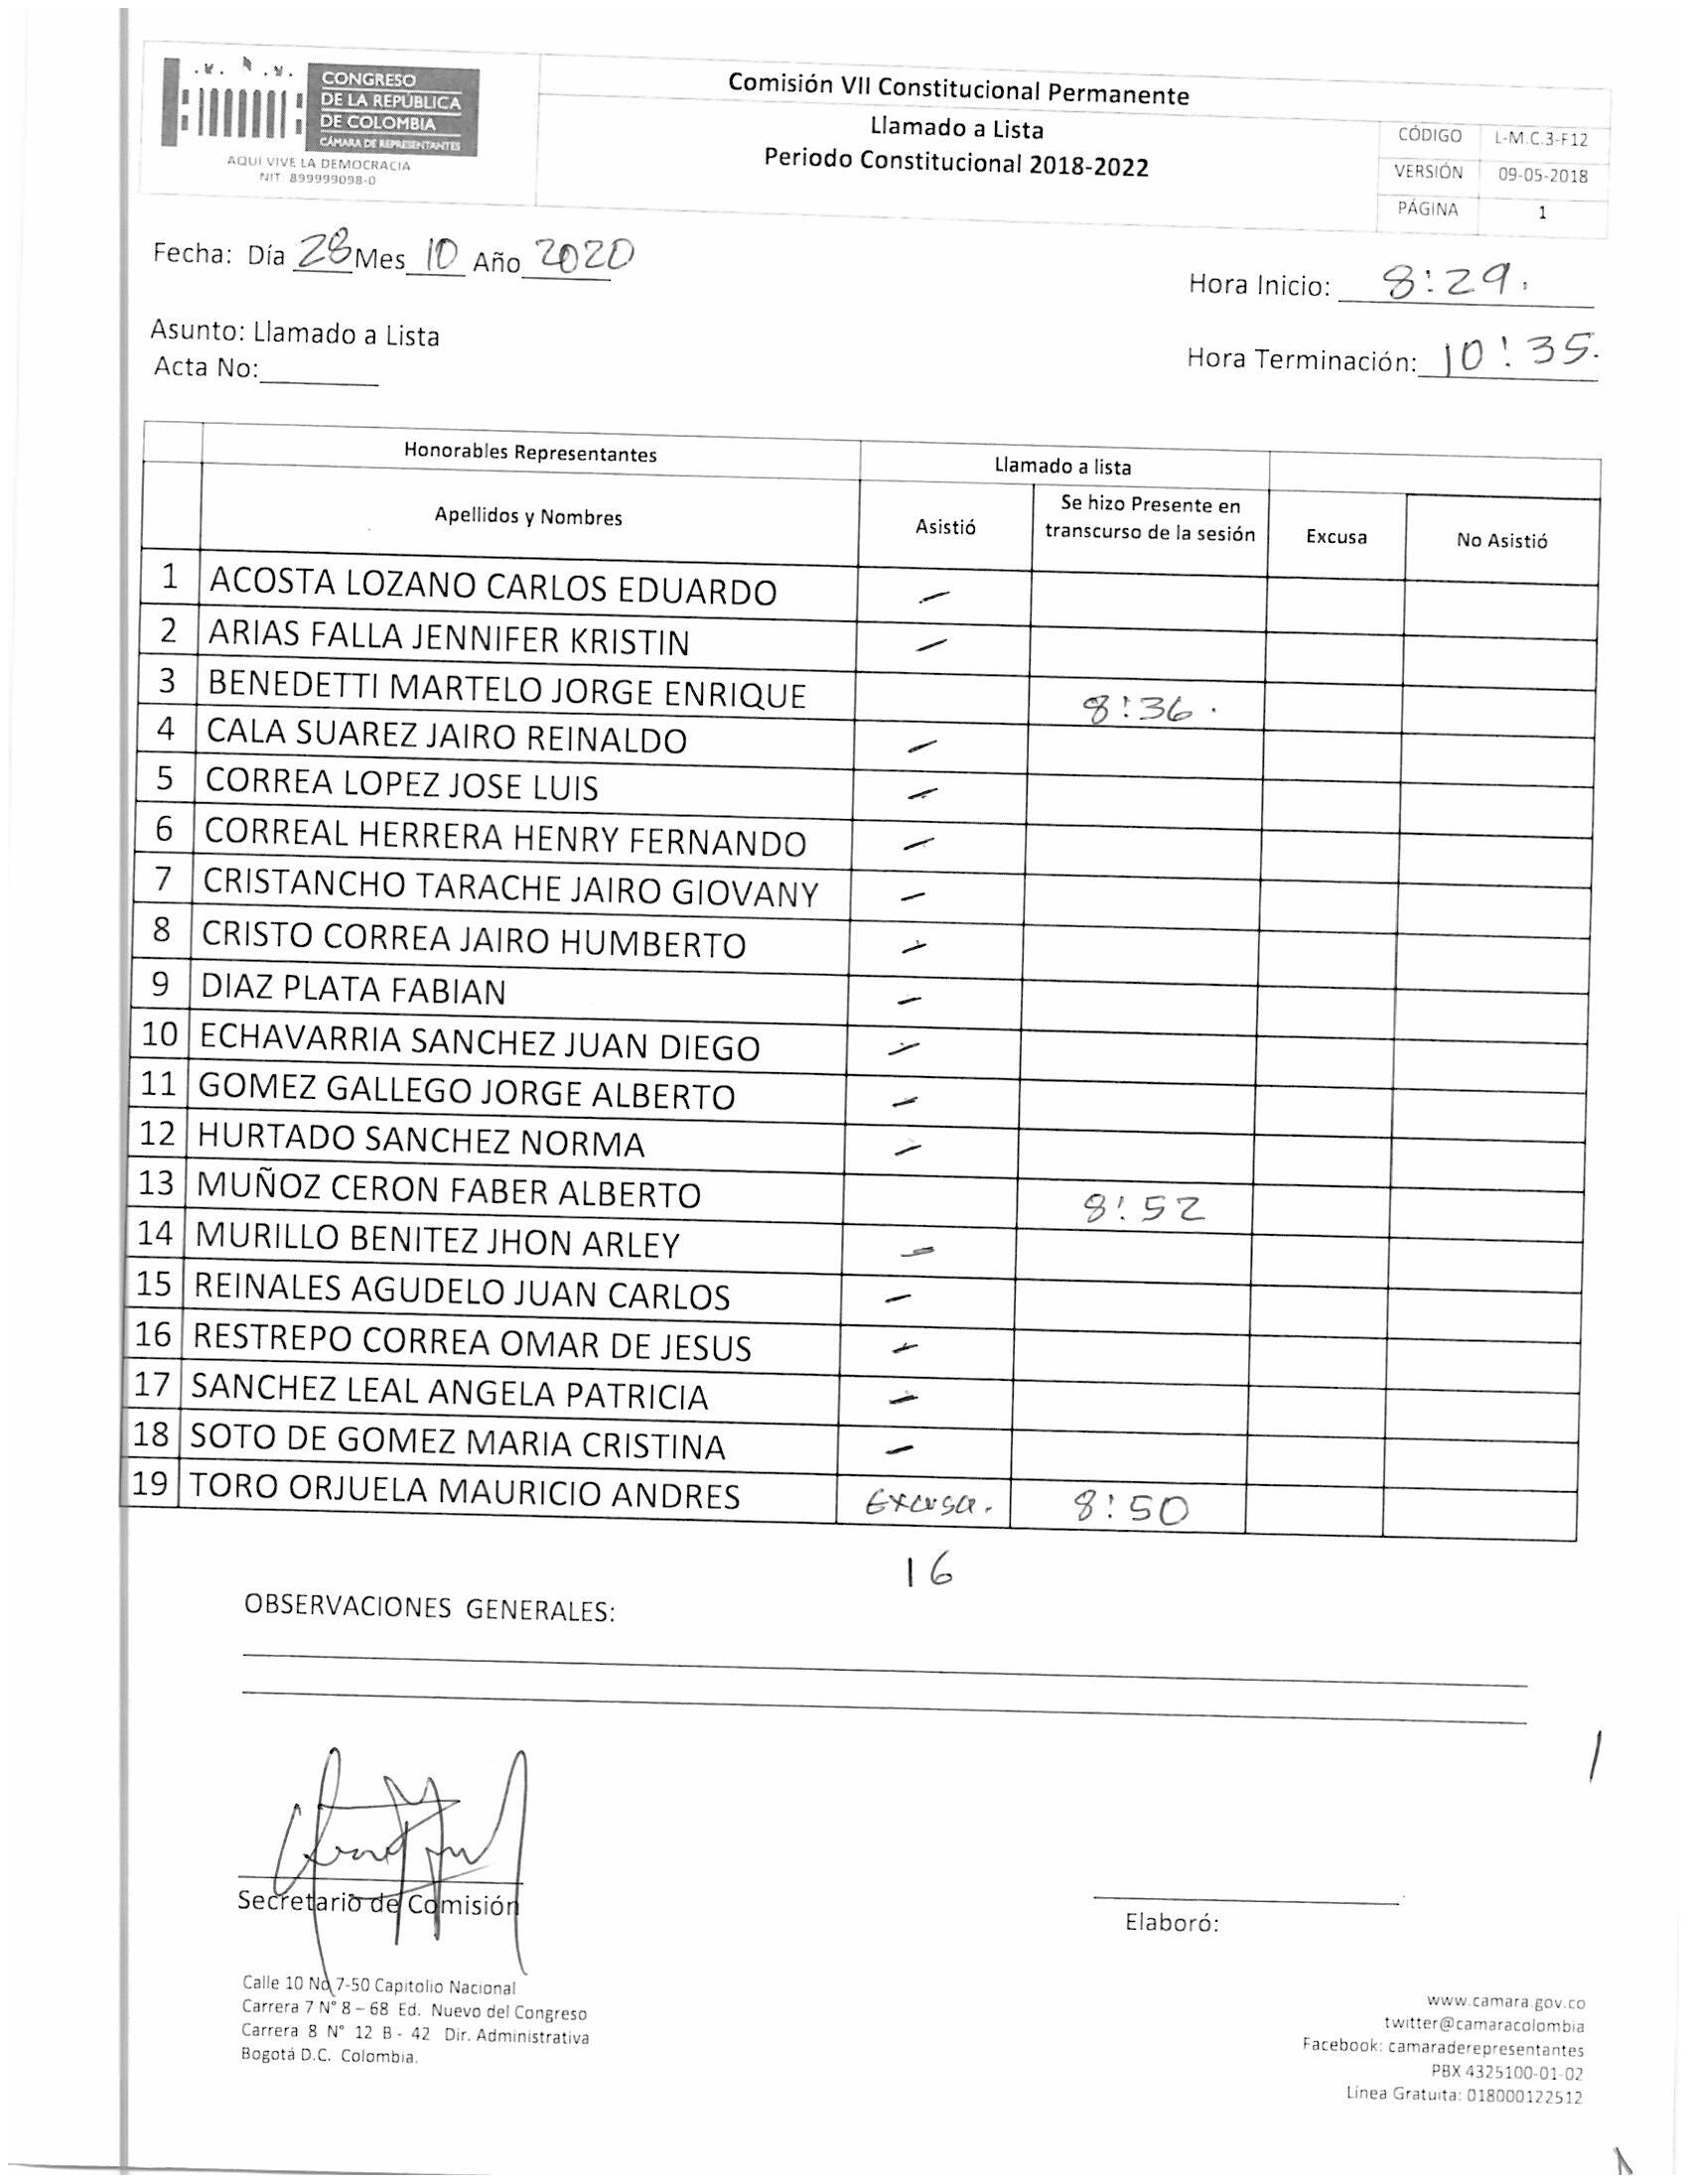 CONGRESO
DE LA REPÚBLICA
DE COLOMBIA
CÁMARA DE REPRESENTANTES
AQUÍ VIVE LA DEMOCRACIA
NIT 899999098-0
Comisión VII Constitucional Permanente
Llamado a Lista
Periodo Constitucional 2018-2022
CÓDIGO L-M.C.3-F12
VERSIÓN 09-05-2018
PÁGINA 1
Fecha: Día 28 Mes 10 Año 2020
Hora Inicio: 8:29.
Asunto: Llamado a Lista
Acta No:
Hora Terminación: 10:35.
Honorables Representantes Llamado a lista
Apellidos y Nombres Asistió Se hizo Presente en transcurso de la sesión Excusa No Asistió
1 ACOSTA LOZANO CARLOS EDUARDO –
2 ARIAS FALLA JENNIFER KRISTIN –
3 BENEDETTI MARTELO JORGE ENRIQUE 8:36.
4 CALA SUAREZ JAIRO REINALDO –
5 CORREA LOPEZ JOSE LUIS –
6 CORREAL HERRERA HENRY FERNANDO –
7 CRISTANCHO TARACHE JAIRO GIOVANY –
8 CRISTO CORREA JAIRO HUMBERTO –
9 DIAZ PLATA FABIAN –
10 ECHAVARRIA SANCHEZ JUAN DIEGO –
11 GOMEZ GALLEGO JORGE ALBERTO –
12 HURTADO SANCHEZ NORMA –
13 MUÑOZ CERON FABER ALBERTO 8:52
14 MURILLO BENITEZ JHON ARLEY –
15 REINALES AGUDELO JUAN CARLOS –
16 RESTREPO CORREA OMAR DE JESUS –
17 SANCHEZ LEAL ANGELA PATRICIA –
18 SOTO DE GOMEZ MARIA CRISTINA –
19 TORO ORJUELA MAURICIO ANDRES Excusa. 8:50
16
OBSERVACIONES GENERALES:
Secretario de Comisión
Elaboró:
Calle 10 No 7-50 Capitolio Nacional
Carrera 7 N° 8 – 68 Ed. Nuevo del Congreso
Carrera 8 N° 12 B - 42 Dir. Administrativa
Bogotá D.C. Colombia.
www.camara.gov.co
twitter@camaracolombia
Facebook: camaraderepresentantes
PBX 4325100-01-02
Línea Gratuita: 018000122512